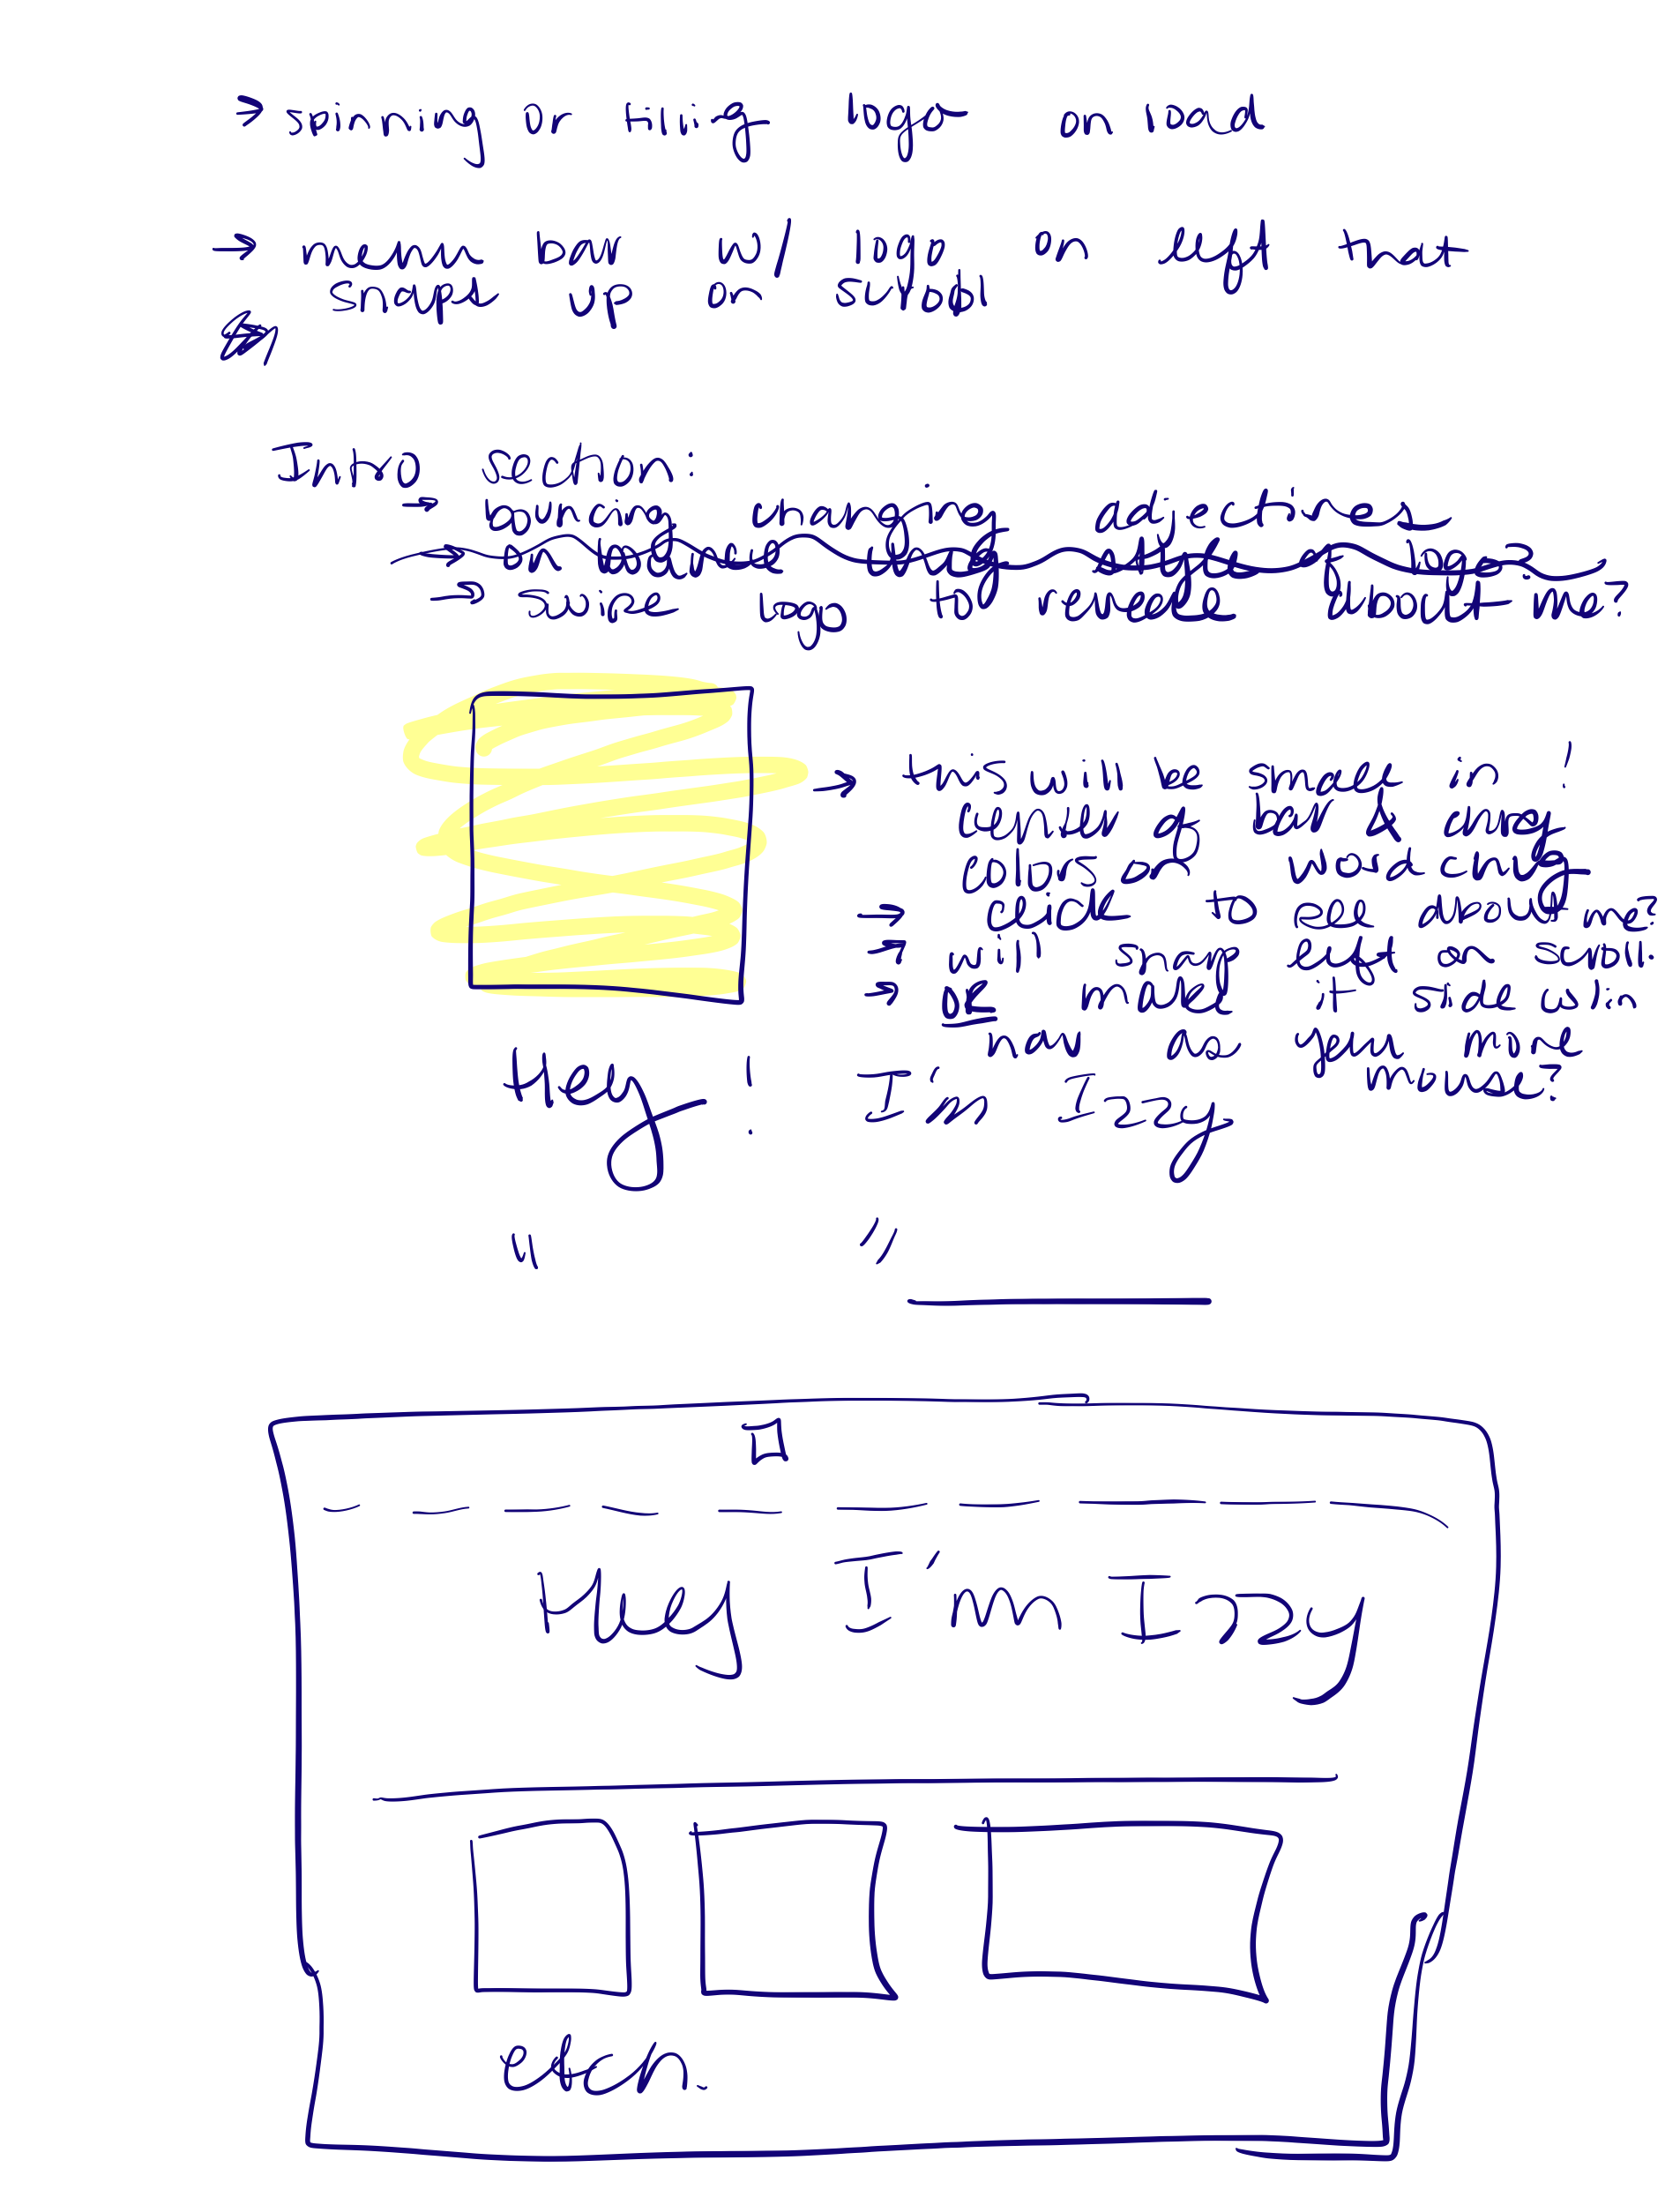 → spinning or tilting logo on load
→ menu bar w/ logo on left that
snaps up on scroll
Intro section:
→ bouncing changing adjectives
→ on bounce chng style of logo?
→ swipe logo to reveal about me?
→ this will be small in !
center of bar & chng
colors on word chng
→ click to see about me?
→ will snap left on scroll.
→ OR make it slide w/in
nav as you move
mouse?
Hey! I'm Izzy
" "
Hey I'm Izzy
etch.